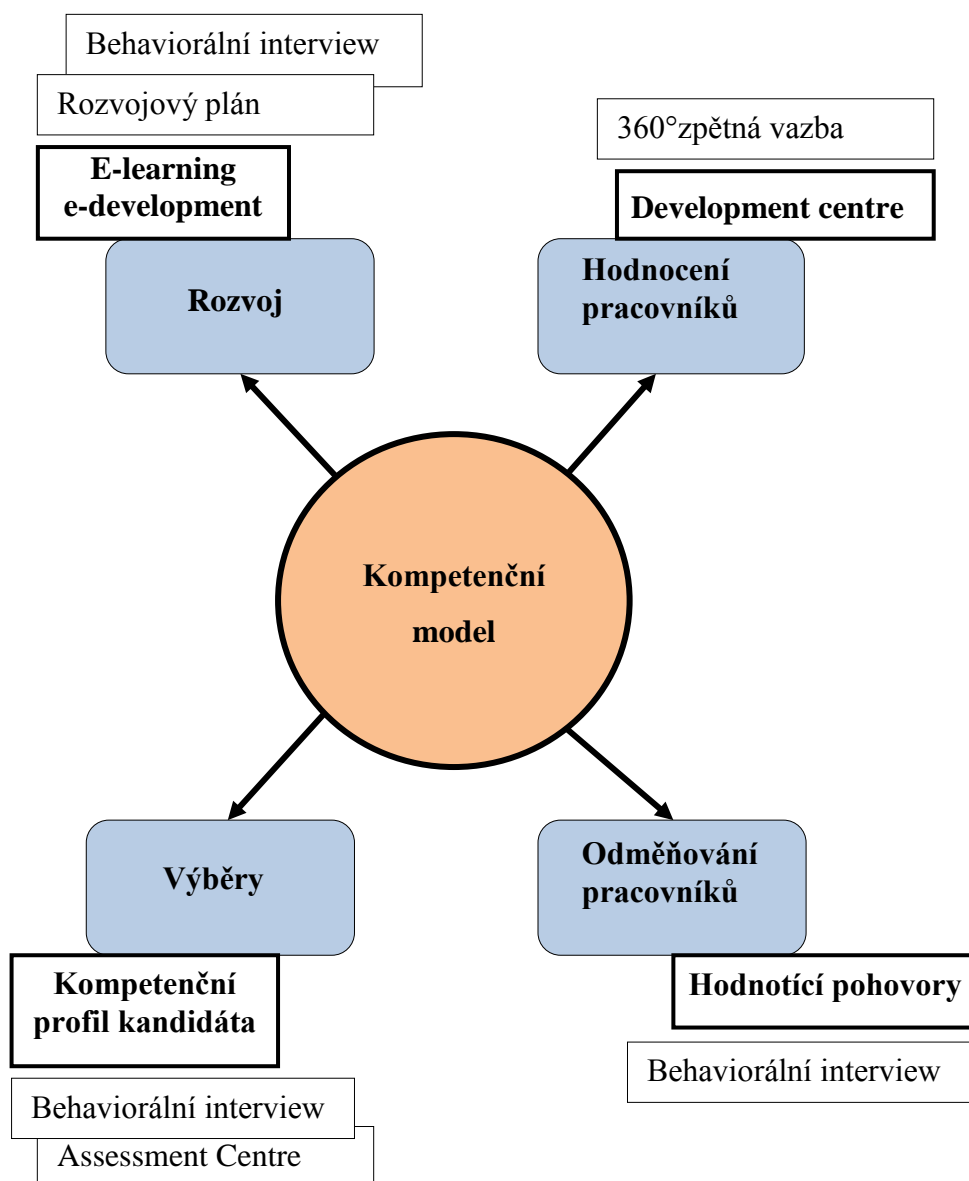 Behaviorální interview
Rozvojový plán
E-learning
e-development
Rozvoj
360°zpětná vazba
Development centre
Hodnocení
pracovníků
Kompetenční
model
Výběry
Kompetenční
profil kandidáta
Behaviorální interview
Assessment Centre
Odměňování
pracovníků
Hodnotící pohovory
Behaviorální interview